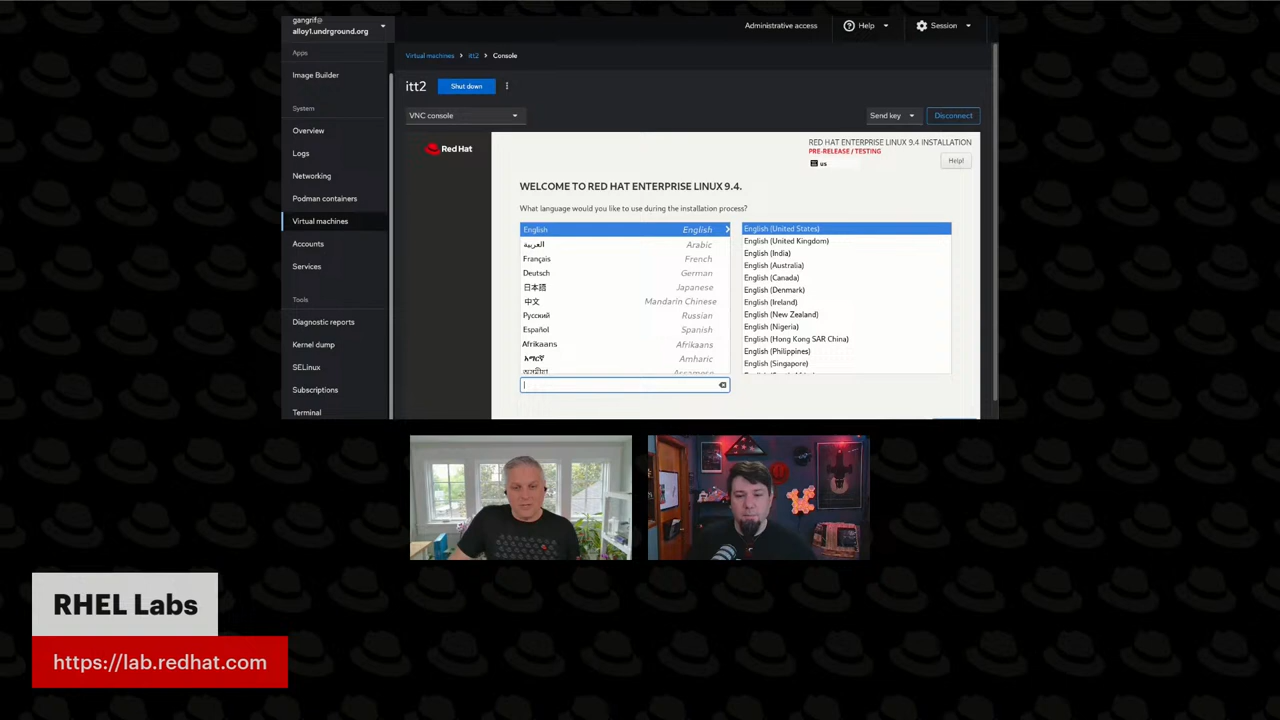 gangrif@
alloy1.undrground.org
Administrative access
Help
Session
Apps
Image Builder
System
Overview
Logs
Networking
Podman containers
Virtual machines
Accounts
Services
Tools
Diagnostic reports
Kernel dump
SELinux
Subscriptions
Terminal
Virtual machines > itt2 > Console
itt2
Shut down
VNC console
Send key
Disconnect
Red Hat
RED HAT ENTERPRISE LINUX 9.4 INSTALLATION
PRE-RELEASE / TESTING
us
Help!
WELCOME TO RED HAT ENTERPRISE LINUX 9.4.
What language would you like to use during the installation process?
English English
العربية Arabic
Français French
Deutsch German
日本語 Japanese
中文 Mandarin Chinese
Русский Russian
Español Spanish
Afrikaans Afrikaans
አማርኛ Amharic
অসমীয়া Assamese
English (United States)
English (United Kingdom)
English (India)
English (Australia)
English (Canada)
English (Denmark)
English (Ireland)
English (New Zealand)
English (Nigeria)
English (Hong Kong SAR China)
English (Philippines)
English (Singapore)
RHEL Labs
https://lab.redhat.com